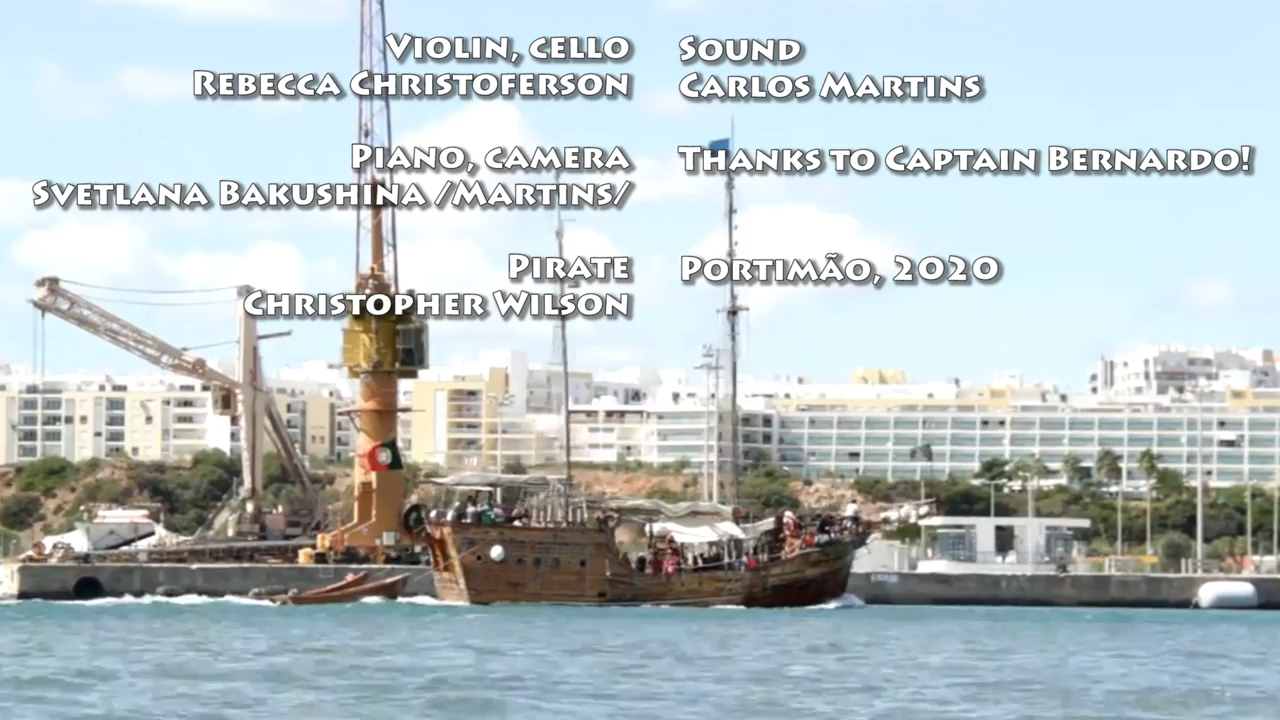 Violin, cello
Rebecca Christoferson
Piano, camera
Svetlana Bakushina /Martins/
Pirate
Christopher Wilson
Sound
Carlos Martins
Thanks to Captain Bernardo!
Portimão, 2020